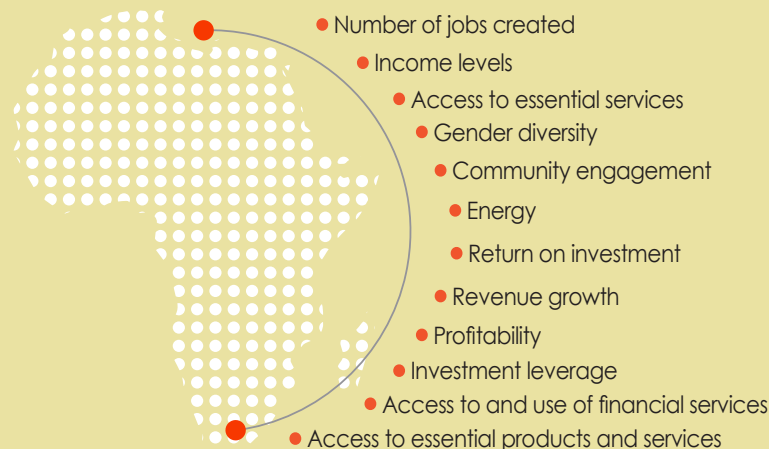 Number of jobs created
Income levels
Access to essential services
Gender diversity
Community engagement
Energy
Return on investment
Revenue growth
Profitability
Investment leverage
Access to and use of financial services
Access to essential products and services